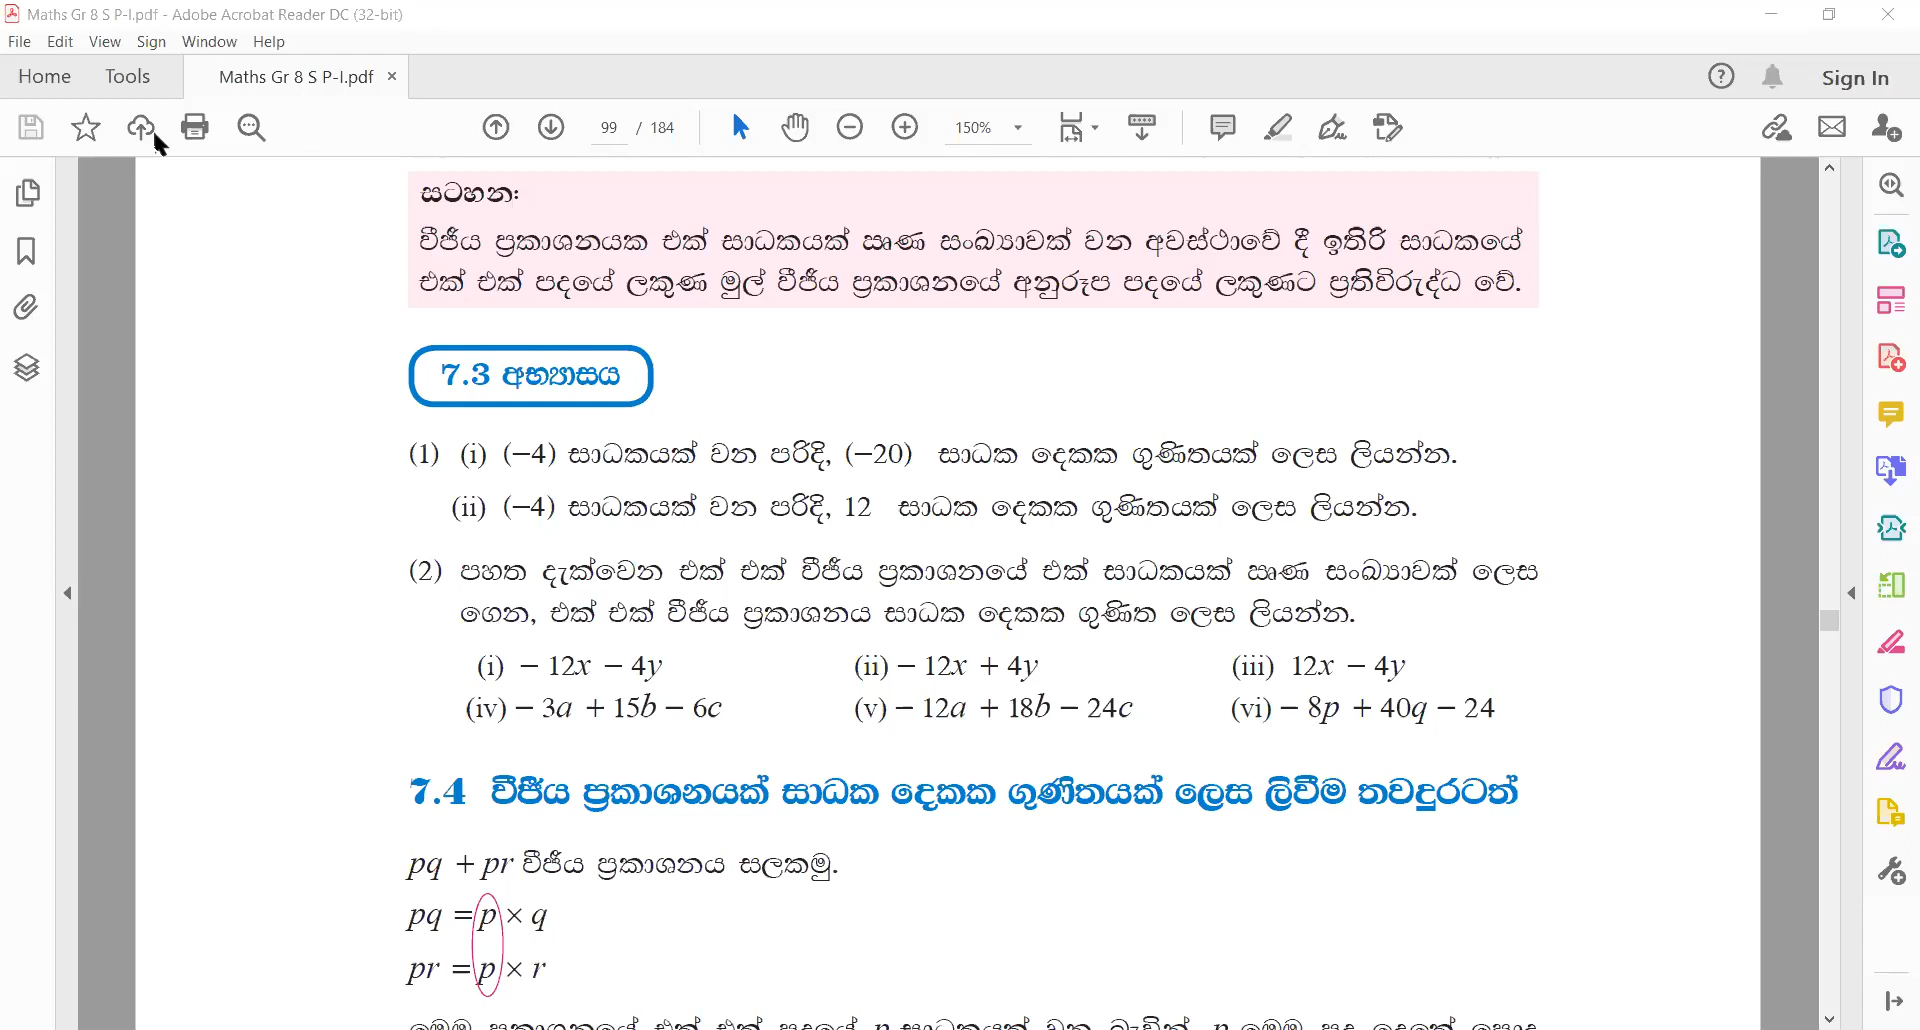 Maths Gr 8 S P-I.pdf - Adobe Acrobat Reader DC (32-bit)
File Edit View Sign Window Help
Home Tools Maths Gr 8 S P-I.pdf × Sign In
99 / 184 150%
සටහන:
වීජීය ප්‍රකාශනයක එක් සාධකයක් ඍණ සංඛ්‍යාවක් වන අවස්ථාවේ දී ඉතිරි සාධකයේ
එක් එක් පදයේ ලකුණ මුල් වීජීය ප්‍රකාශනයේ අනුරූප පදයේ ලකුණට ප්‍රතිවිරුද්ධ වේ.
7.3 අභ්‍යාසය
(1) (i) (−4) සාධකයක් වන පරිදි, (−20) සාධක දෙකක ගුණිතයක් ලෙස ලියන්න.
(ii) (−4) සාධකයක් වන පරිදි, 12 සාධක දෙකක ගුණිතයක් ලෙස ලියන්න.
(2) පහත දැක්වෙන එක් එක් වීජීය ප්‍රකාශනයේ එක් සාධකයක් ඍණ සංඛ්‍යාවක් ලෙස
ගෙන, එක් එක් වීජීය ප්‍රකාශනය සාධක දෙකක ගුණිත ලෙස ලියන්න.
(i) − 12x − 4y (ii) − 12x + 4y (iii) 12x − 4y
(iv) − 3a + 15b − 6c (v) − 12a + 18b − 24c (vi) − 8p + 40q − 24
7.4 වීජීය ප්‍රකාශනයක් සාධක දෙකක ගුණිතයක් ලෙස ලිවීම තවදුරටත්
pq + pr වීජීය ප්‍රකාශනය සලකමු.
pq = p × q
pr = p × r